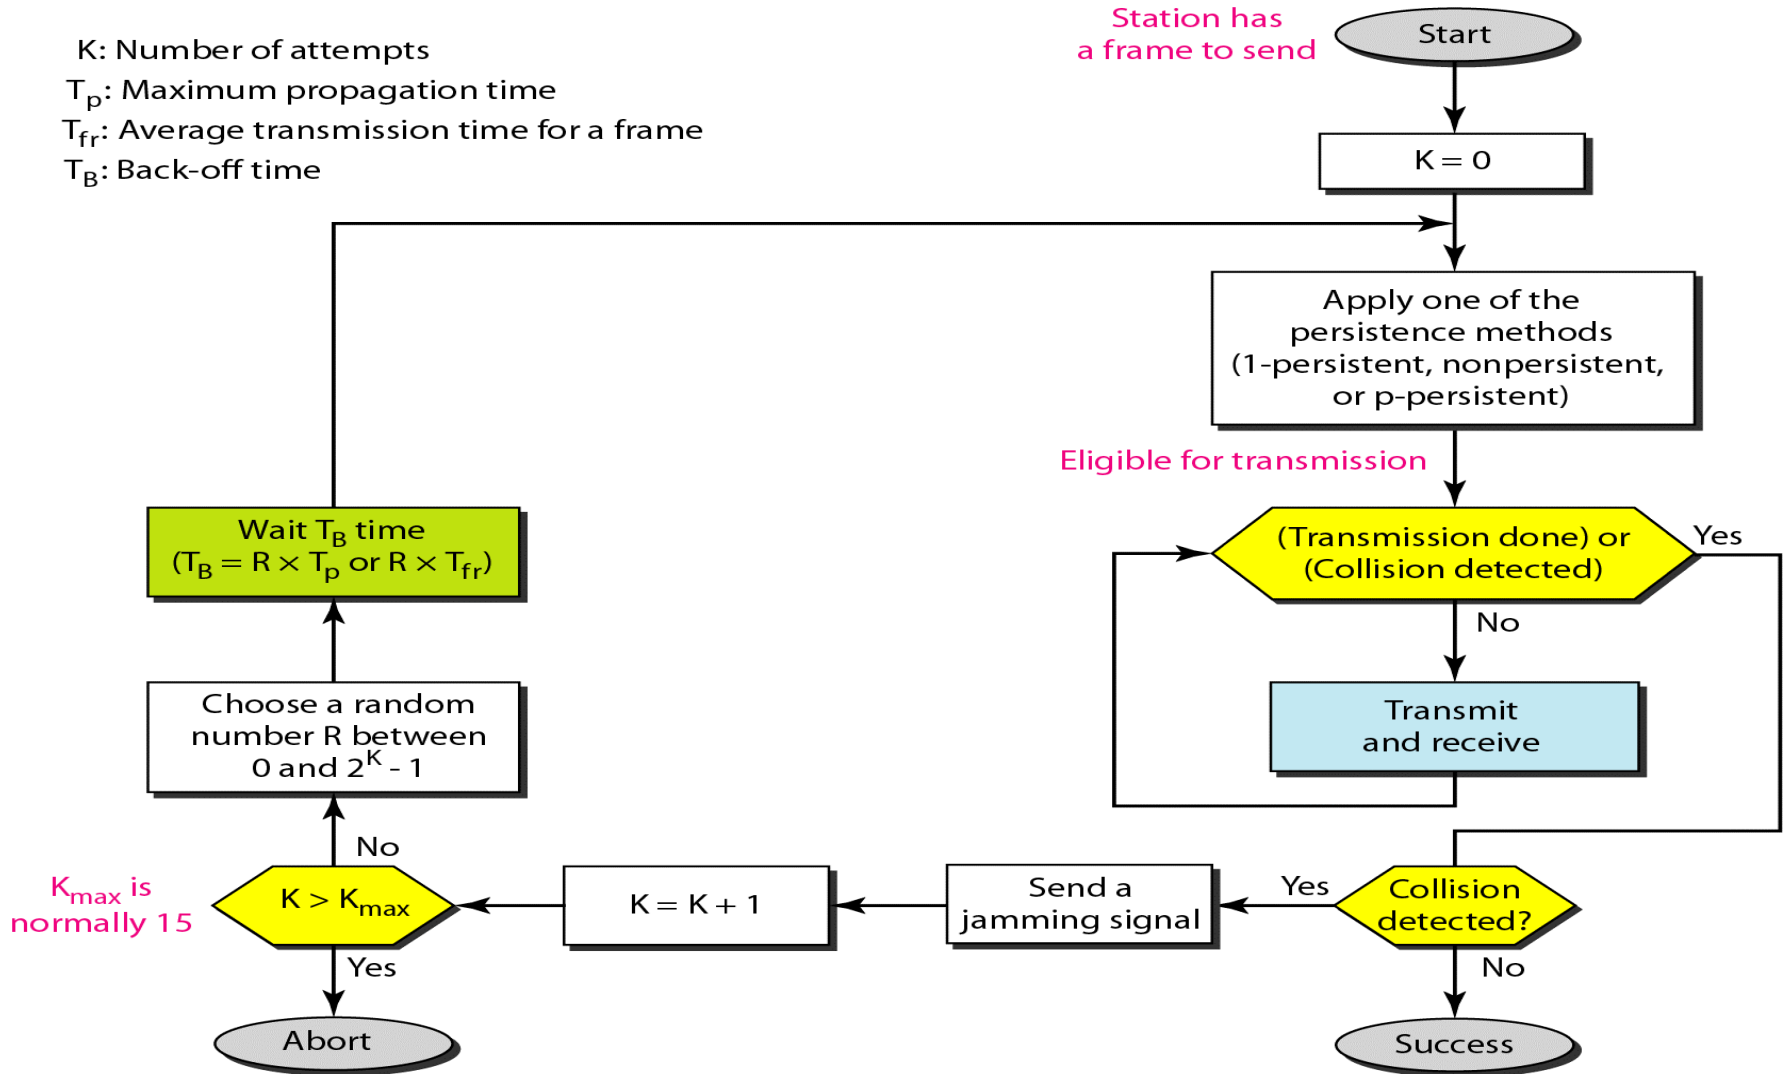 K: Number of attempts
Tp: Maximum propagation time
Tfr: Average transmission time for a frame
TB: Back-off time
Station has
a frame to send
Start
K = 0
Apply one of the
persistence methods
(1-persistent, nonpersistent,
or p-persistent)
Eligible for transmission
(Transmission done) or
(Collision detected)
Yes
No
Transmit
and receive
Collision
detected?
Yes
No
Success
Send a
jamming signal
K = K + 1
K > Kmax
Kmax is
normally 15
Yes
Abort
No
Choose a random
number R between
0 and 2^K - 1
Wait TB time
(TB = R × Tp or R × Tfr)